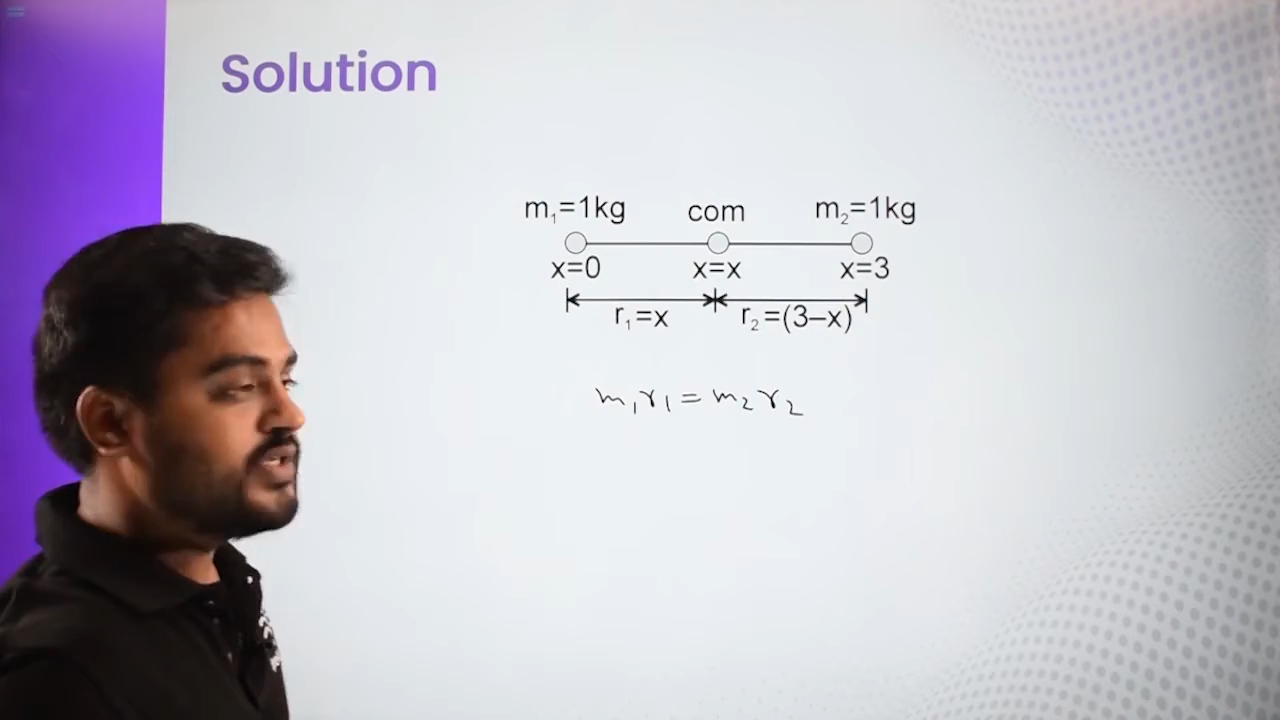 Solution
m₁=1kg com m₂=1kg
x=0 x=x x=3
r₁=x r₂=(3–x)
m₁r₁=m₂r₂